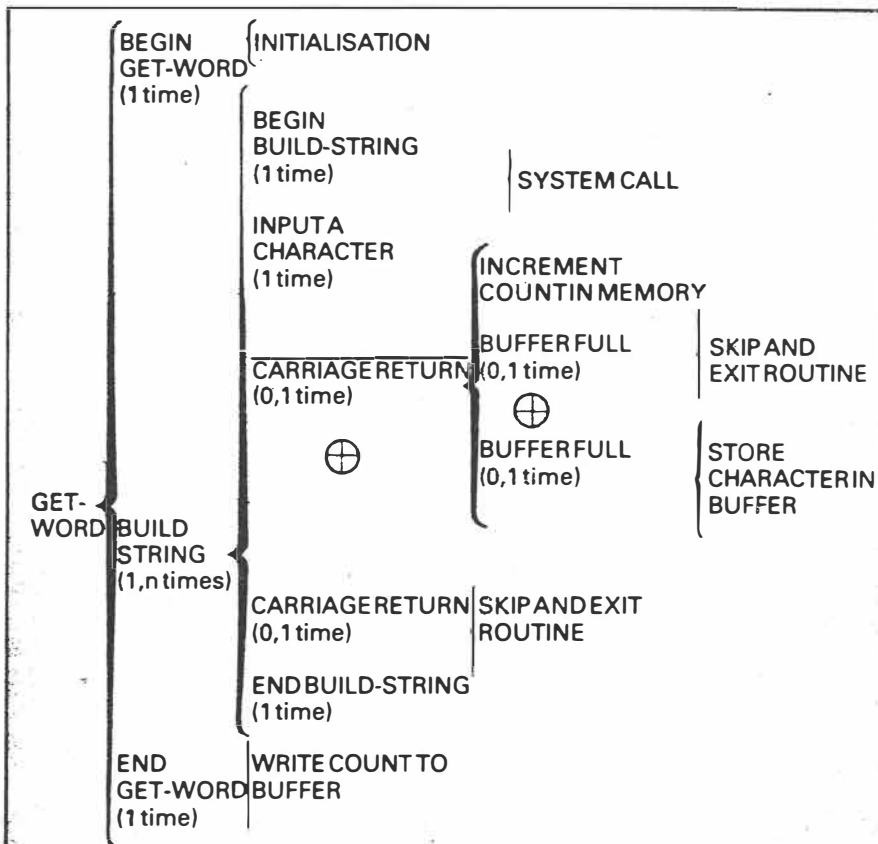 BEGIN
GET-WORD
(1 time)
INITIALISATION
BEGIN
BUILD-STRING
(1 time)
SYSTEM CALL
INPUT A
CHARACTER
(1 time)
INCREMENT
COUNT IN MEMORY
CARRIAGE RETURN
(0,1 time)
BUFFER FULL
(0,1 time)
SKIP AND
EXIT ROUTINE
BUFFER FULL
(0,1 time)
STORE
CHARACTER IN
BUFFER
GET-
WORD
BUILD
STRING
(1,n times)
CARRIAGE RETURN
(0,1 time)
SKIP AND EXIT
ROUTINE
END BUILD-STRING
(1 time)
END
GET-WORD
(1 time)
WRITE COUNT TO
BUFFER